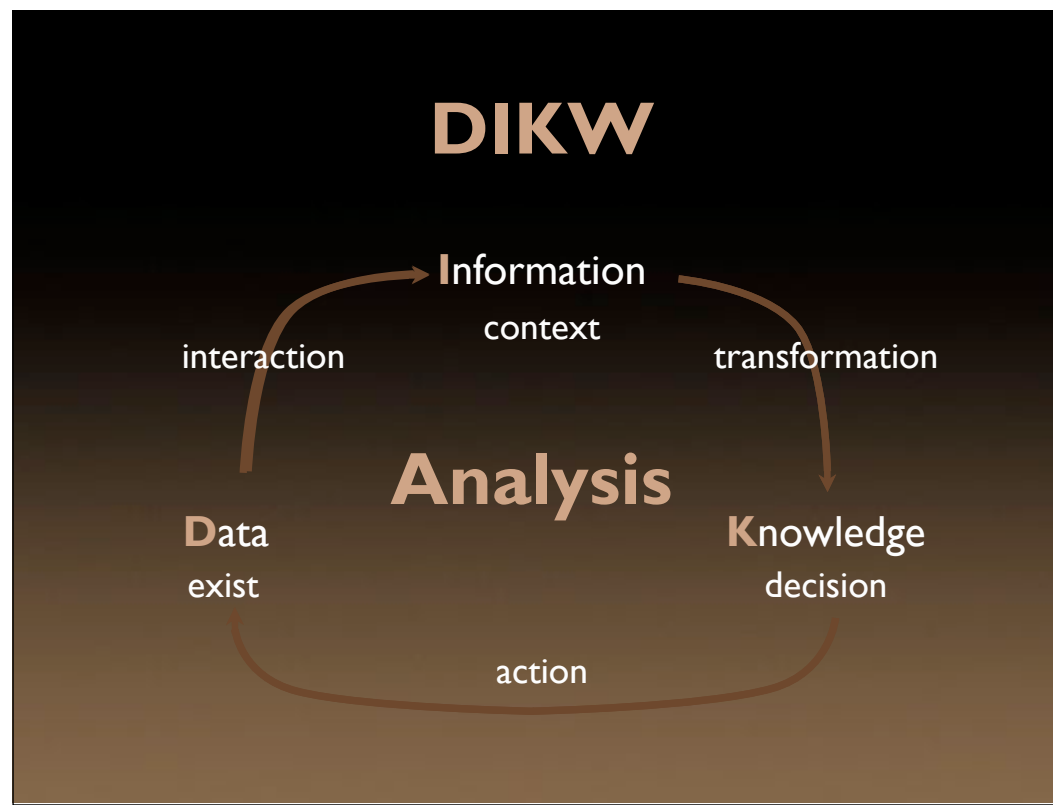 DIKW
Information
context
interaction
transformation
Analysis
Data
exist
Knowledge
decision
action